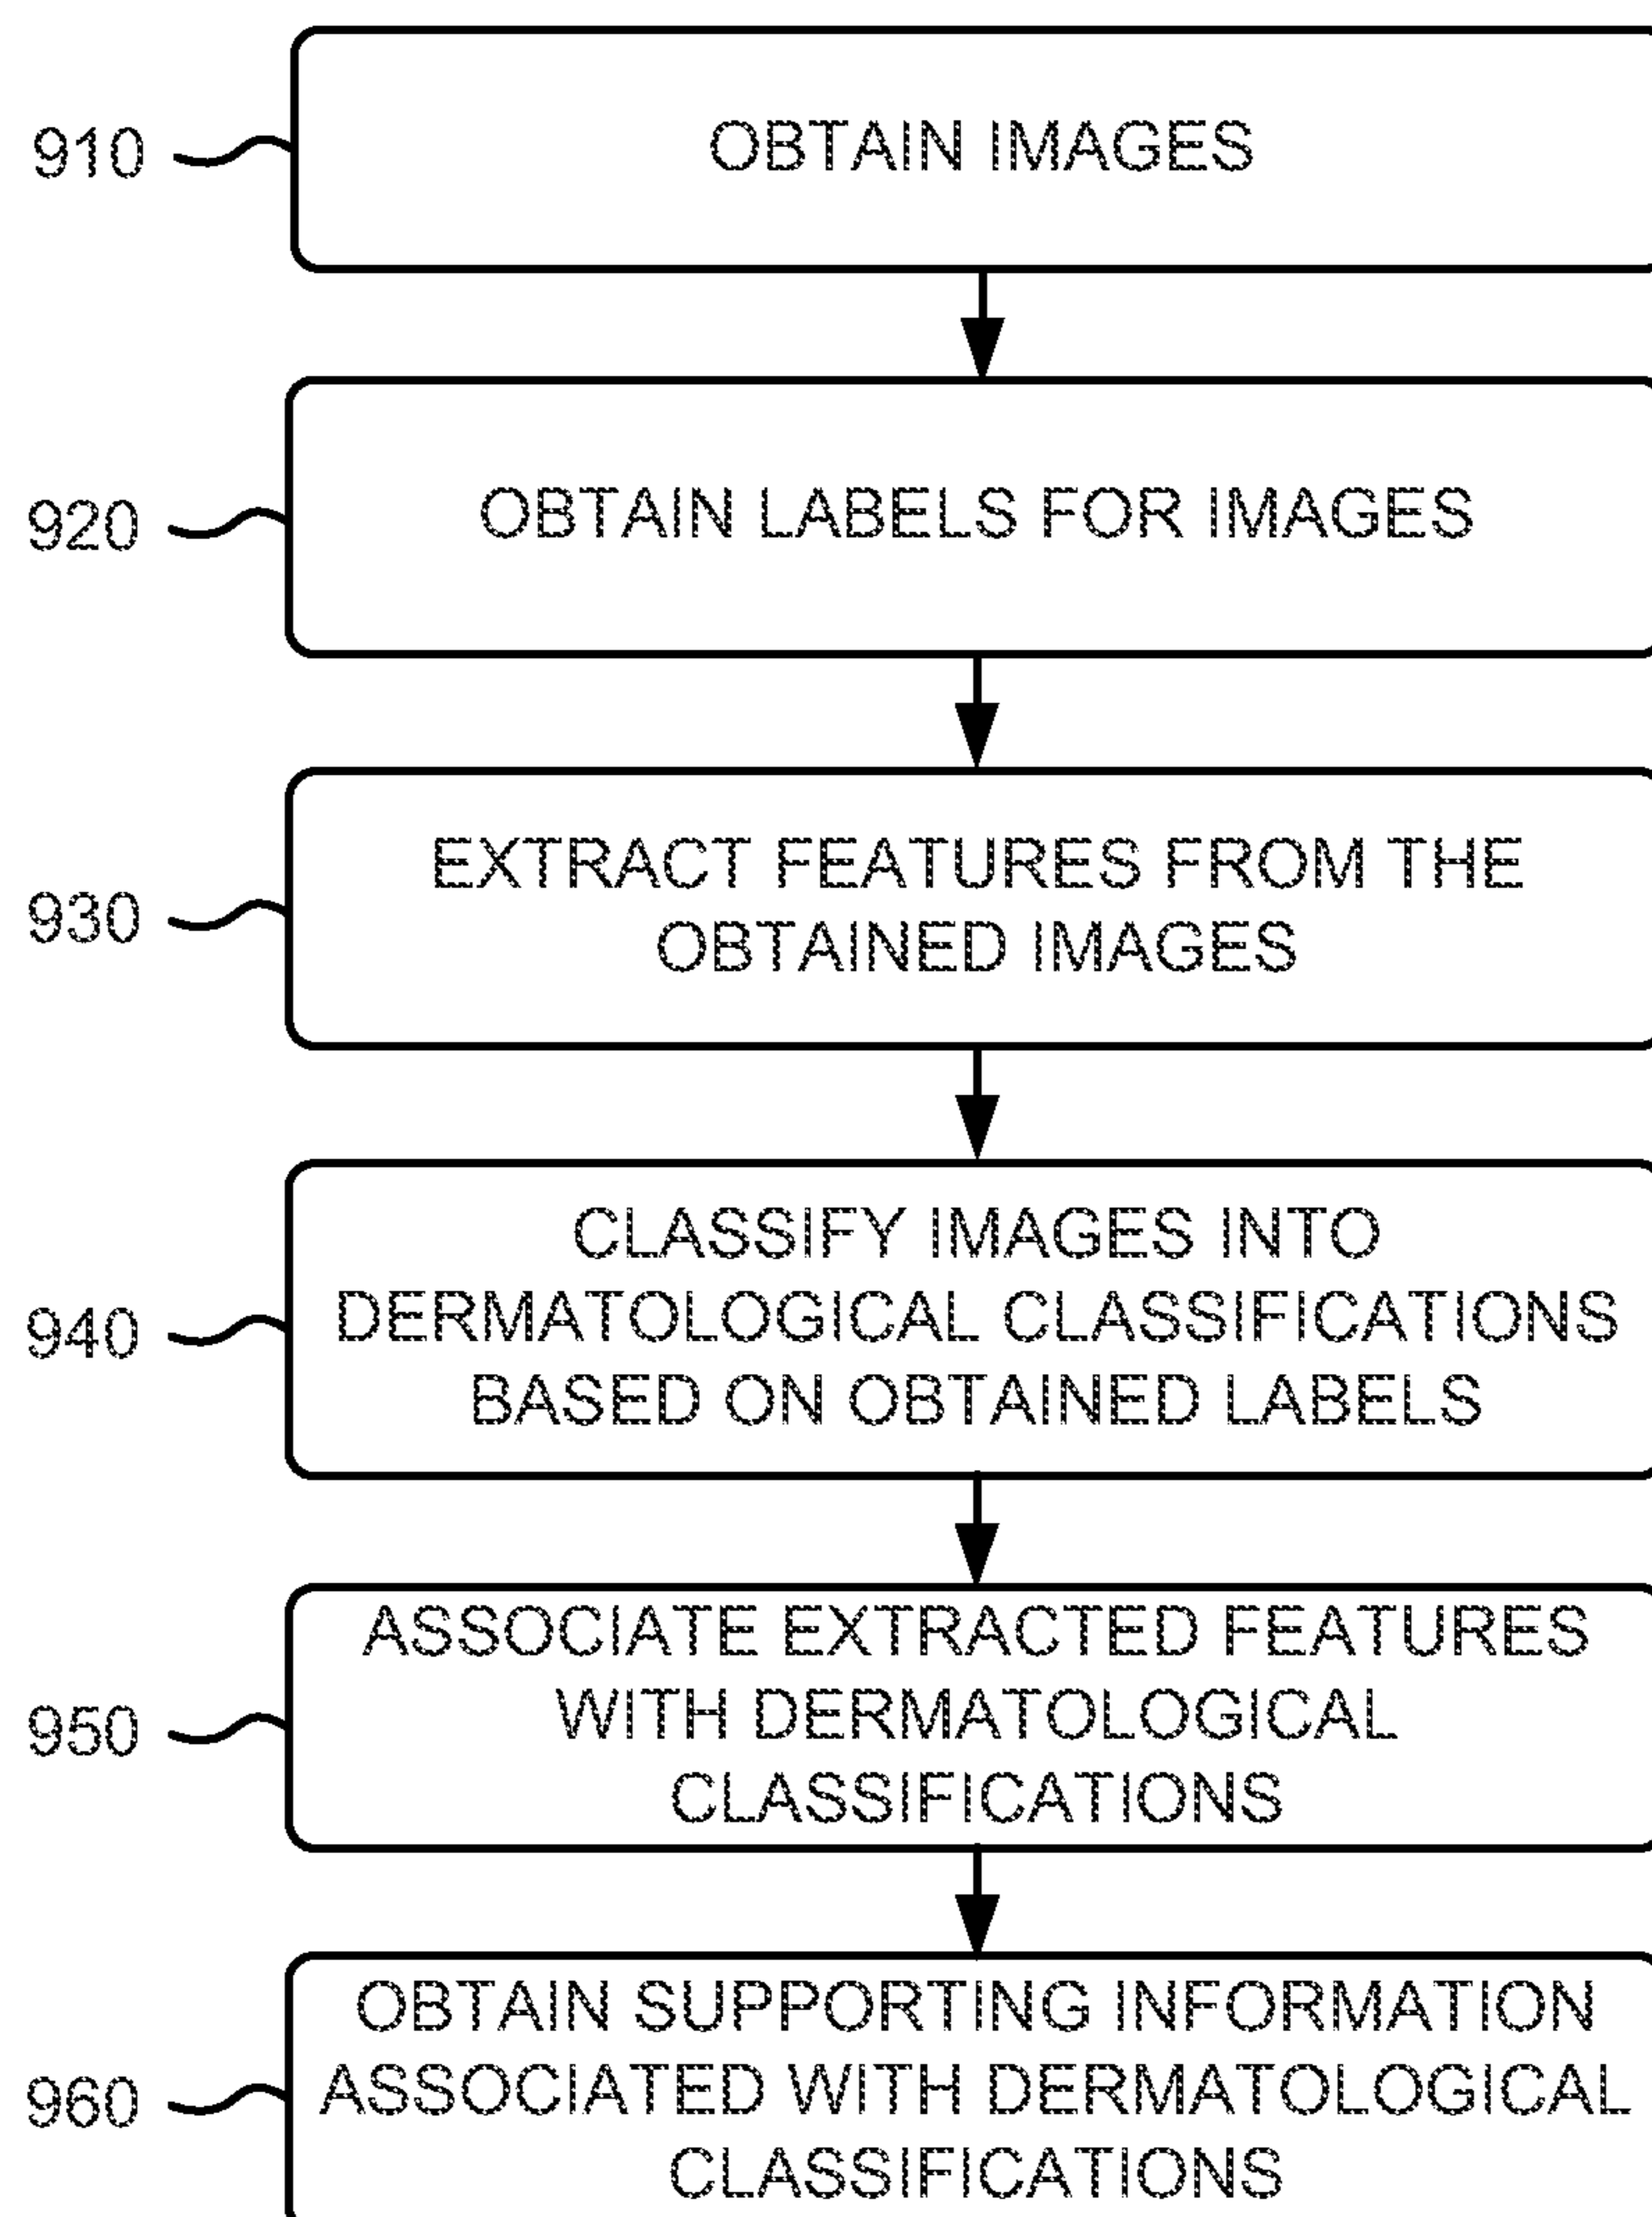 910
OBTAIN IMAGES
920
OBTAIN LABELS FOR IMAGES
930
EXTRACT FEATURES FROM THE
OBTAINED IMAGES
940
CLASSIFY IMAGES INTO
DERMATOLOGICAL CLASSIFICATIONS
BASED ON OBTAINED LABELS
950
ASSOCIATE EXTRACTED FEATURES
WITH DERMATOLOGICAL
CLASSIFICATIONS
960
OBTAIN SUPPORTING INFORMATION
ASSOCIATED WITH DERMATOLOGICAL
CLASSIFICATIONS